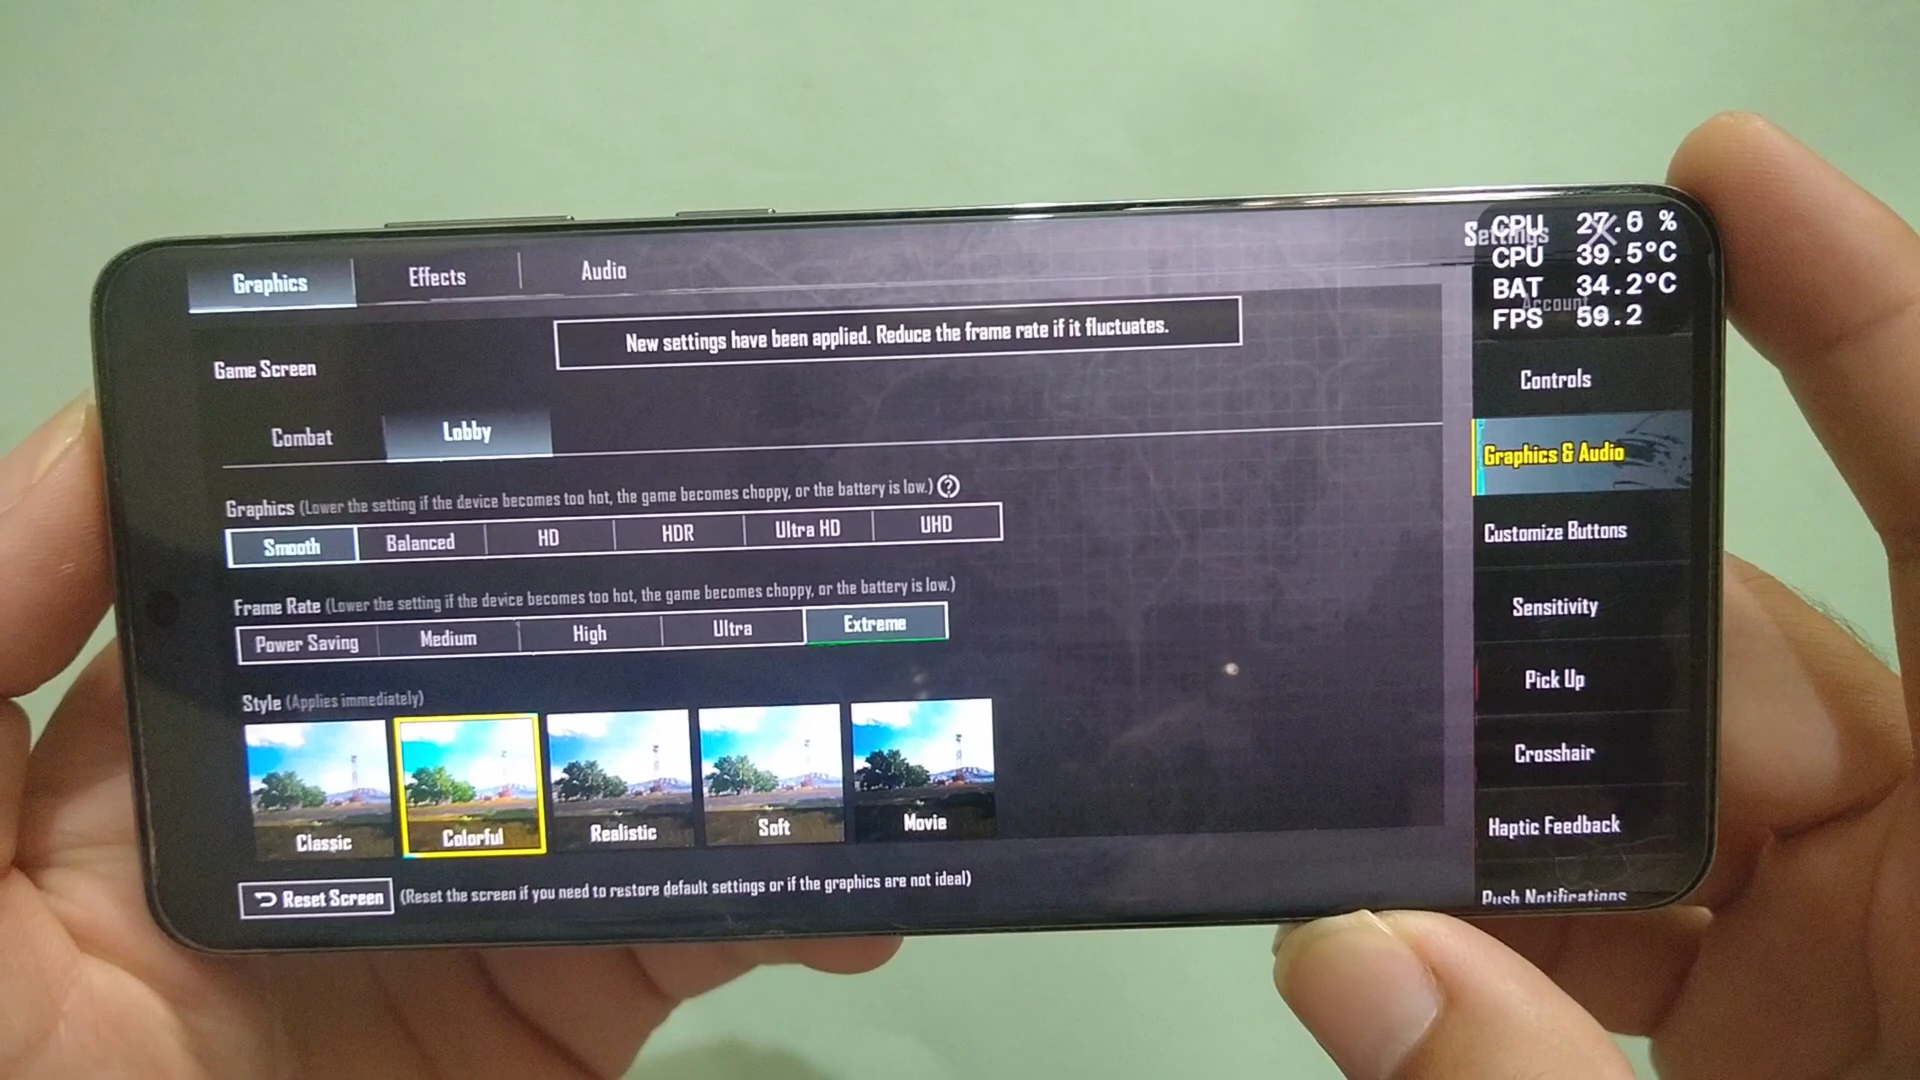 Graphics Effects Audio
Settings
CPU 27.6 %
CPU 39.5°C
BAT 34.2°C
FPS 59.2
Account
New settings have been applied. Reduce the frame rate if it fluctuates.
Game Screen
Combat Lobby
Graphics (Lower the setting if the device becomes too hot, the game becomes choppy, or the battery is low.) ?
Smooth Balanced HD HDR Ultra HD UHD
Frame Rate (Lower the setting if the device becomes too hot, the game becomes choppy, or the battery is low.)
Power Saving Medium High Ultra Extreme
Style (Applies immediately)
Classic Colorful Realistic Soft Movie
Reset Screen (Reset the screen if you need to restore default settings or if the graphics are not ideal)
Controls
Graphics & Audio
Customize Buttons
Sensitivity
Pick Up
Crosshair
Haptic Feedback
Push Notifications